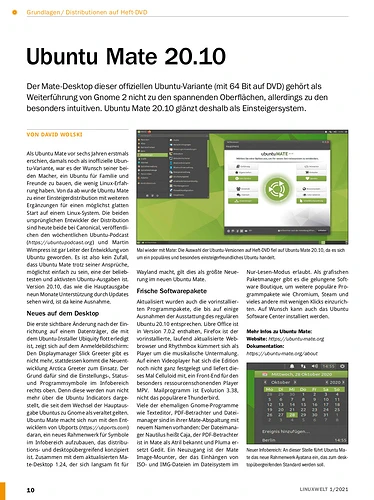 Grundlagen / Distributionen auf Heft-DVD
Ubuntu Mate 20.10
Der Mate-Desktop dieser offiziellen Ubuntu-Variante (mit 64 Bit auf DVD) gehört als
Weiterführung von Gnome 2 nicht zu den spannenden Oberflächen, allerdings zu den
besonders intuitiven. Ubuntu Mate 20.10 glänzt deshalb als Einsteigersystem.
VON DAVID WOLSKI
Als Ubuntu Mate vor sechs Jahren erstmals
erschien, damals noch als inoffizielle Ubun-
tu-Variante, war es der Wunsch seiner bei-
den Macher, ein Ubuntu für Familie und
Freunde zu bauen, die wenig Linux-Erfah-
rung haben. Von da ab wurde Ubuntu Mate
zu einer Einsteigerdistribution mit weiteren
Ergänzungen für einen möglichst glatten
Start auf einem Linux-System. Die beiden
ursprünglichen Entwickler der Distribution
sind heute beide bei Canonical, veröffentli-
chen den wöchentlichen Ubuntu-Podcast
(https://ubuntupodcast.org) und Martin
Wimpress ist gar Leiter der Entwicklung von
Ubuntu geworden. Es ist also kein Zufall,
dass Ubuntu Mate trotz seiner Ansprüche,
möglichst einfach zu sein, eine der beliebt-
testen und aktivsten Ubuntu-Ausgaben ist.
Version 20.10, das wie die Hauptausgabe
neun Monate Unterstützung durch Updates
sehen wird, ist da keine Ausnahme.
Neues auf dem Desktop
Die erste sichtbare Änderung nach der Ein-
richtung auf einem Datenträger, die mit
dem Ubuntu-Installer Ubiquity flott erledigt
ist, zeigt sich auf dem Anmeldebildschirm:
Den Displaymanager Slick Greeter gibt es
nicht mehr, stattdessen kommt die Neuent-
wicklung Arctica Greeter zum Einsatz. Der
Grund dafür sind die Einstellungs-, Status-
und Programmsymbole im Infobereich
rechts oben. Denn diese werden nun nicht
mehr über die Ubuntu Indicators darge-
stellt, die seit dem Wechsel der Hauptausg-
gabe Ubuntus zu Gnome als veraltet gelten.
Ubuntu Mate macht sich nun mit den Ent-
wicklern von Ubports (https://ubports.com)
daran, ein neues Rahmenwerk für Symbole
im Infobereich aufzubauen, das distributi-
ons- und desktopübergreifend konzipiert
ist. Zusammen mit dem aktualisierten Ma-
te-Desktop 1.24, der sich langsam fit für
Mal wieder mit Mate: Die Auswahl der Ubuntu-Versionen auf Heft-DVD fiel auf Ubuntu Mate 20.10, da es sich
um ein populäres und besonders einsteigerfreundliches Ubuntu handelt.
Wayland macht, gilt dies als große Neue-
rung im neuen Ubuntu Mate.
Frische Softwarepakete
Aktualisiert wurden auch die vorinstallier-
ten Programmpakete, die bis auf einige
Ausnahmen der Ausstattung des regulären
Ubuntu 20.10 entsprechen. Libre Office ist
in Version 7.0.2 enthalten, Firefox ist der
vorinstallierte, laufend aktualisierte Web-
browser und Rhythmbox kümmert sich als
Player um die musikalische Unterhaltung.
Auf einen Videoplayer hat sich die Edition
noch nicht ganz festgelegt und liefert die-
ses Mal Celluloid mit, ein Front-End für den
besonders ressourcenschonenden Player
MPV. Mailprogramm ist Evolution 3.38,
nicht das populärere Thunderbird.
Viele der ehemaligen Gnome-Programm
wie Texteditor, PDF-Betrachter und Datei-
manager sind in ihrer Mate-Anpassung mit
neuem Namen vorhanden: Der Dateimana-
ger Nautilus heißt Caja, der PDF-Betrachter
ist in Mate als Atril bekannt und Pluma er-
setzt Gedit. Ein Neuzugang ist der Mate
Image-Mounter, der das Einhängen von
ISO- und IMG-Dateien im Dateisystem im
Nur-Lesen-Modus erlaubt. Als grafischen
Paketmanager gibt es die gelungene Soft-
ware Boutique, um weitere populäre Pro-
grammpakete wie Chromium, Steam und
vieles andere mit wenigen Klicks einzurich-
ten. Auf Wunsch kann auch das Ubuntu
Software Center installiert werden.
Mehr Infos zu Ubuntu Mate:
Website: https://ubuntu-mate.org
Dokumentation:
https://ubuntu-mate.org/about
Neuer Infobereich: An dieser Stelle führt Ubuntu Ma-
te das neue Rahmenwerk Ayatana ein, das zum desk-
topübergreifenden Standard werden soll.
10
LINUXWELT 1/2021